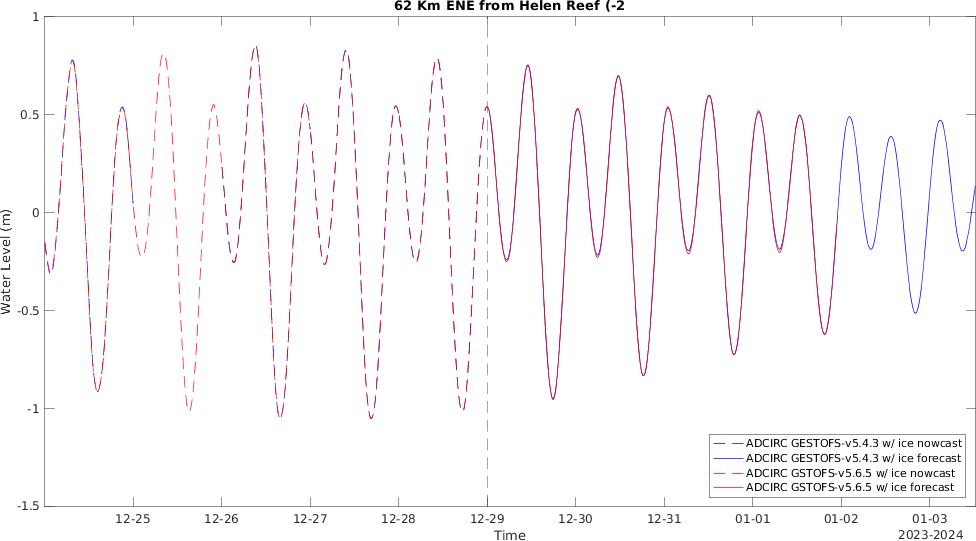 62 Km ENE from Helen Reef (-2
1
0.5
0
-0.5
-1
-1.5
Water Level (m)
12-25 12-26 12-27 12-28 12-29 12-30 12-31 01-01 01-02 01-03
Time
2023-2024
ADCIRC GESTOFS-v5.4.3 w/ ice nowcast
ADCIRC GESTOFS-v5.4.3 w/ ice forecast
ADCIRC GSTOFS-v5.6.5 w/ ice nowcast
ADCIRC GSTOFS-v5.6.5 w/ ice forecast